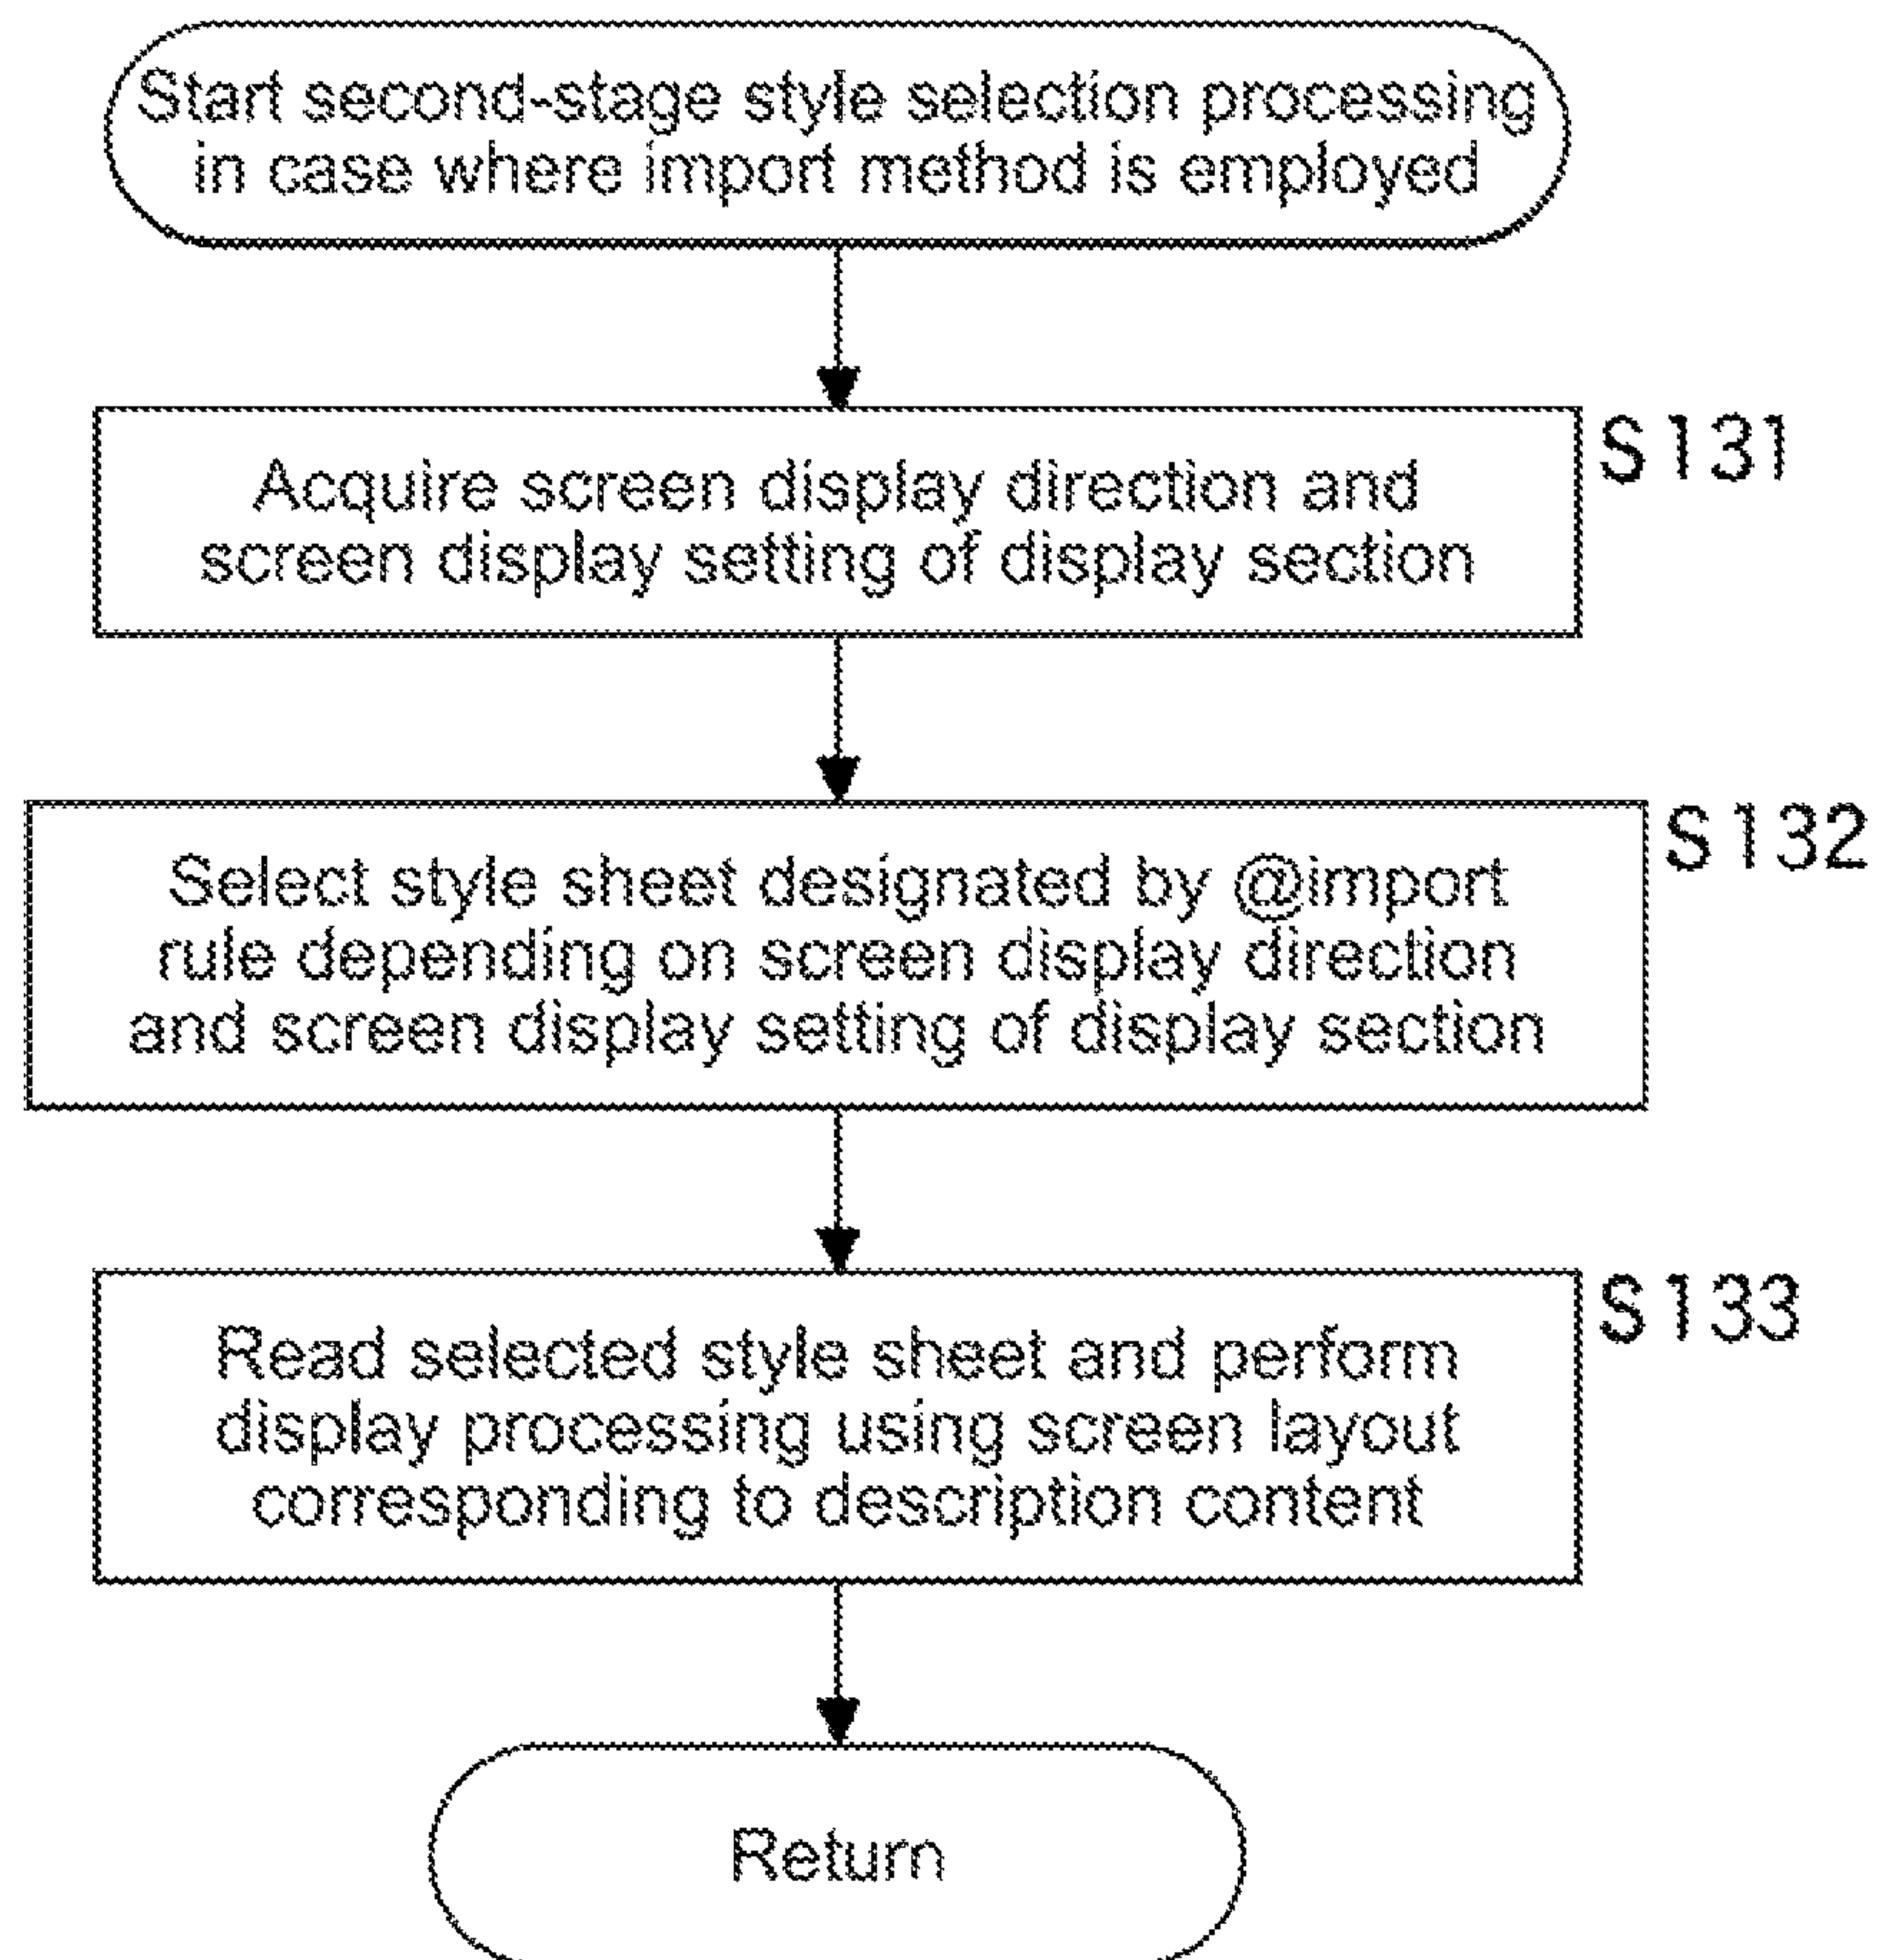 Start second-stage style selection processing
in case where import method is employed
S131
Acquire screen display direction and
screen display setting of display section
S132
Select style sheet designated by @import
rule depending on screen display direction
and screen display setting of display section
S133
Read selected style sheet and perform
display processing using screen layout
corresponding to description content
Return